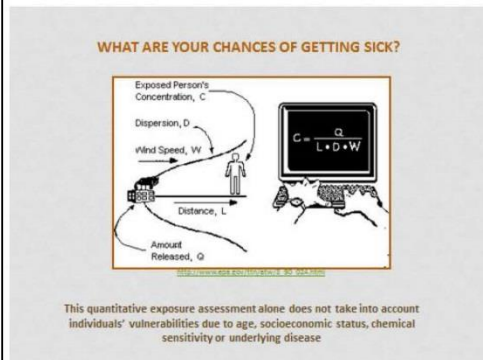 WHAT ARE YOUR CHANCES OF GETTING SICK?
Exposed Person's
Concentration, C
Dispersion, D
Wind Speed, W
Distance, L
Amount
Released, Q
C = Q
L • D • W
This quantitative exposure assessment alone does not take into account
individuals' vulnerabilities due to age, socioeconomic status, chemical
sensitivity or underlying disease